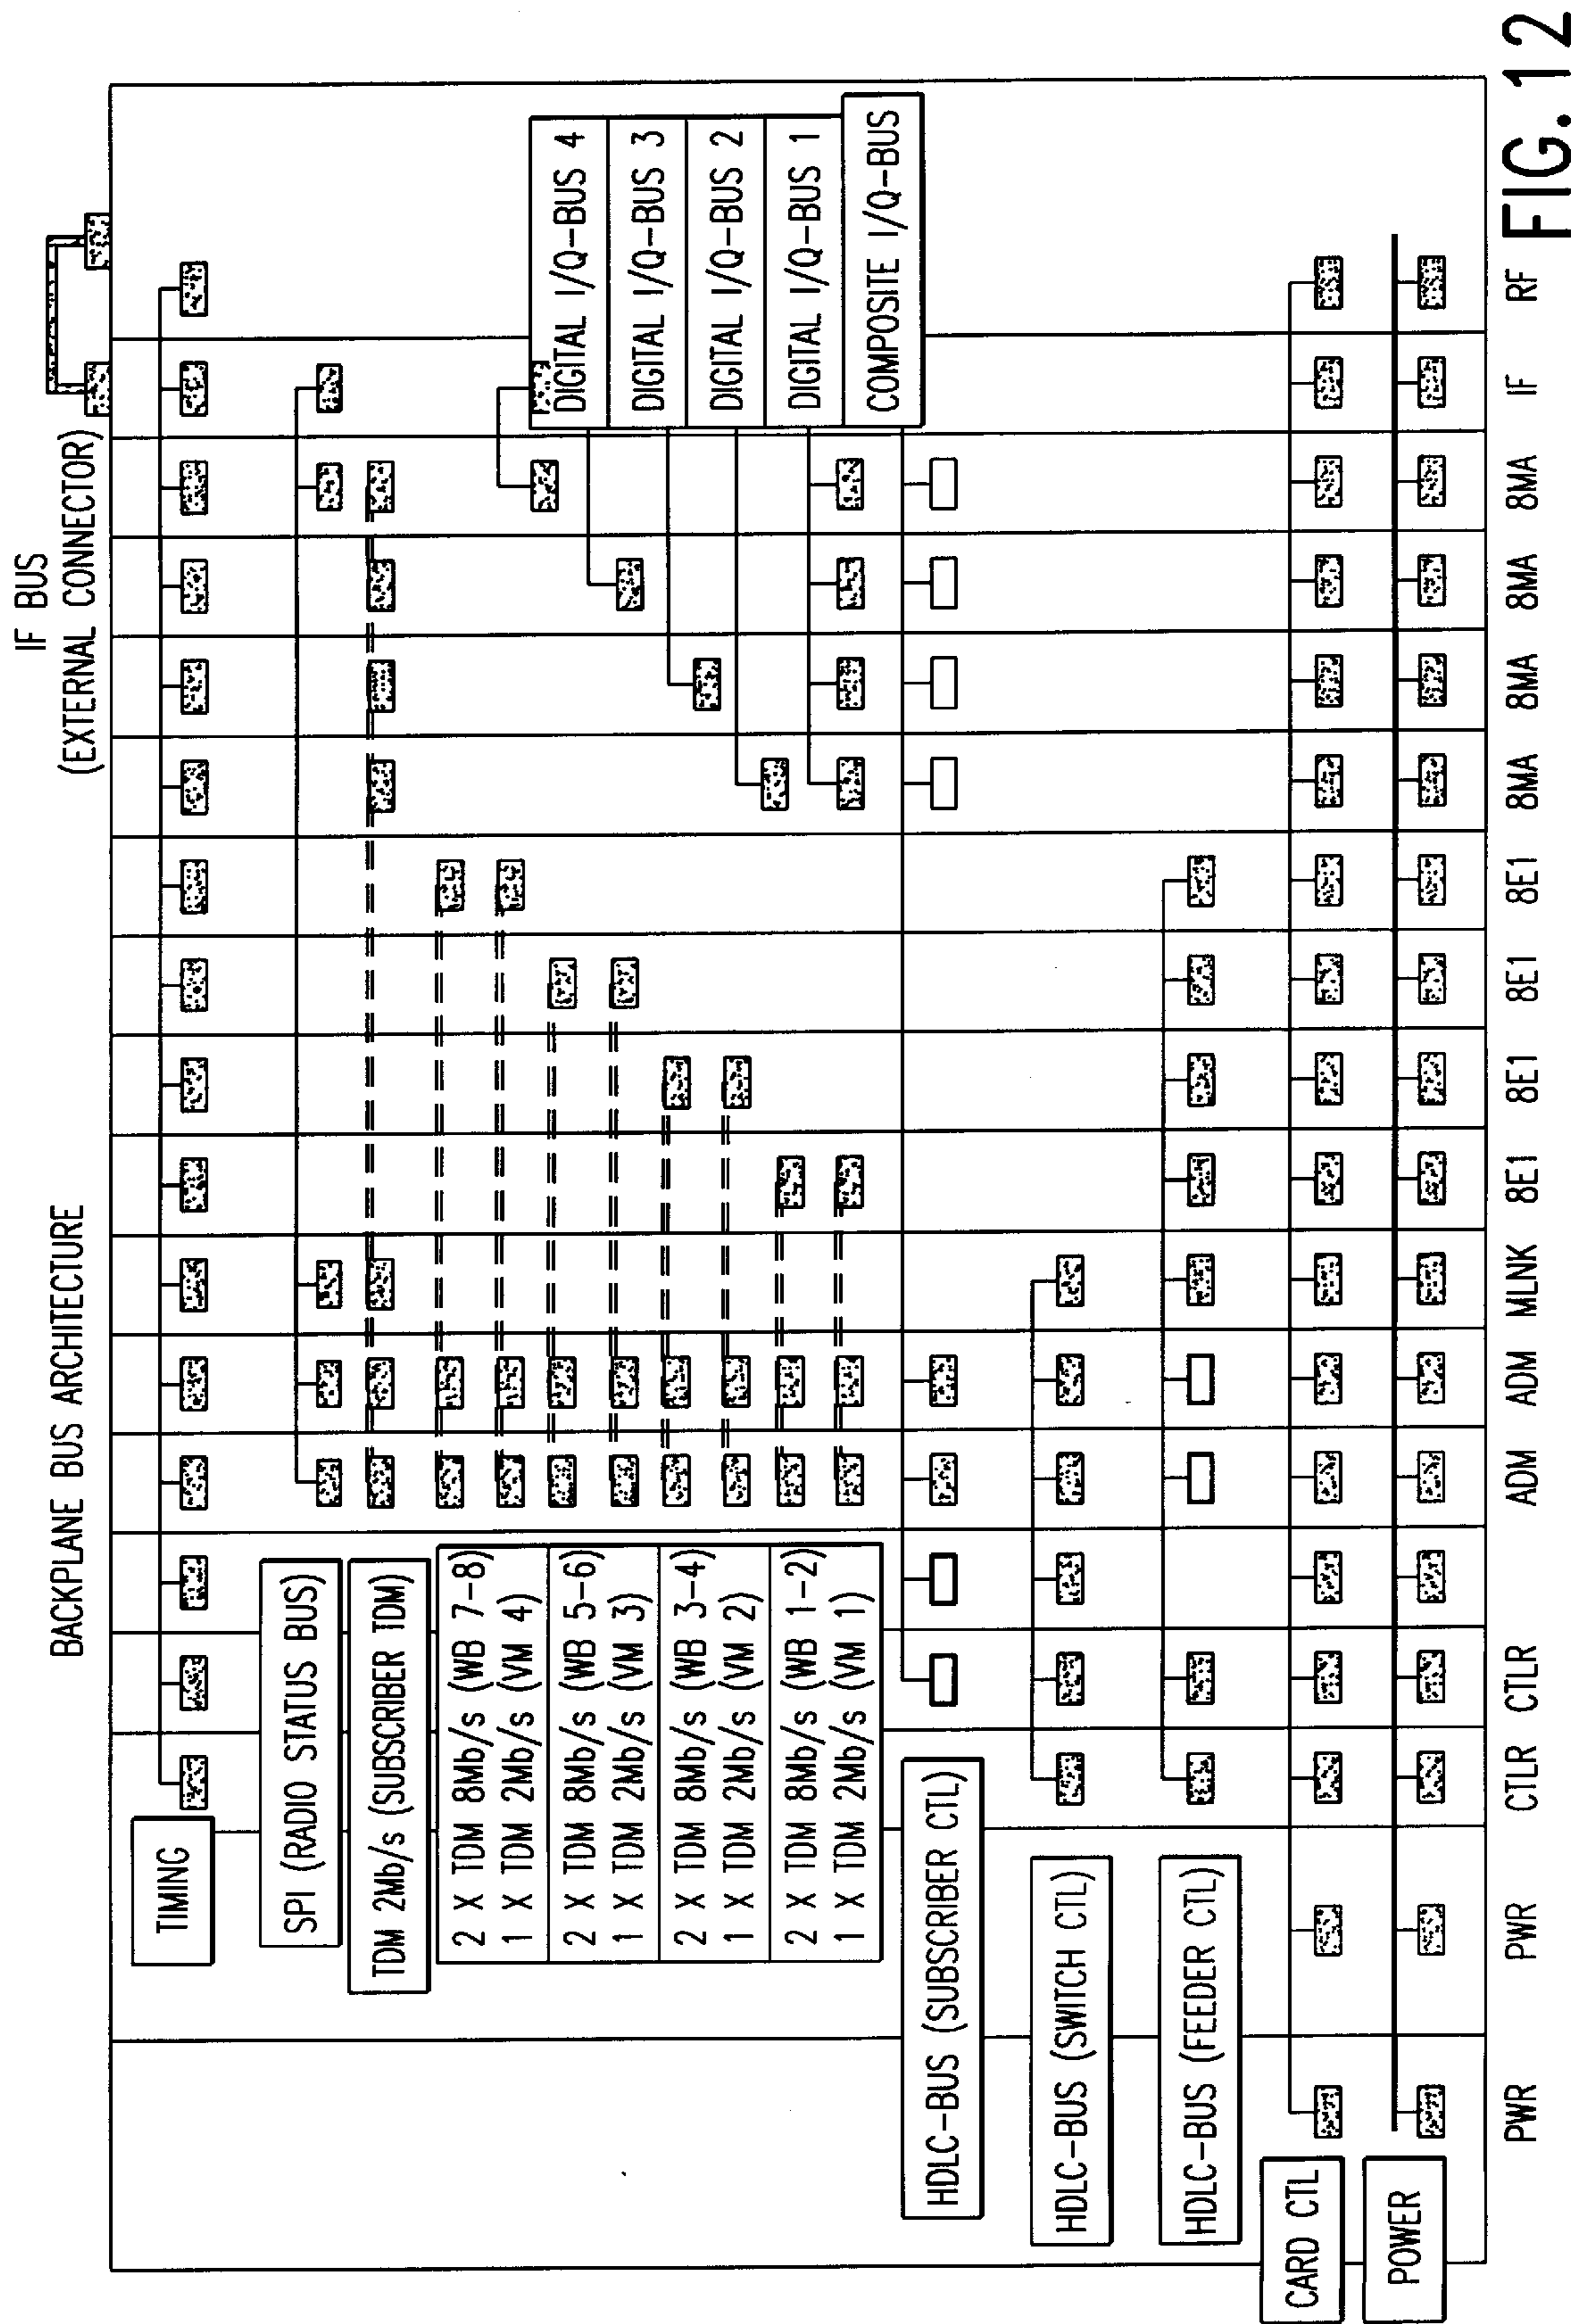 BACKPLANE BUS ARCHITECTURE
IF BUS
(EXTERNAL CONNECTOR)
TIMING
SPI (RADIO STATUS BUS)
TDM 2Mb/s (SUBSCRIBER TDM)
2 X TDM 8Mb/s (WB 7-8)
1 X TDM 2Mb/s (VM 4)
2 X TDM 8Mb/s (WB 5-6)
1 X TDM 2Mb/s (VM 3)
2 X TDM 8Mb/s (WB 3-4)
1 X TDM 2Mb/s (VM 2)
2 X TDM 8Mb/s (WB 1-2)
1 X TDM 2Mb/s (VM 1)
DIGITAL I/Q-BUS 4
DIGITAL I/Q-BUS 3
DIGITAL I/Q-BUS 2
DIGITAL I/Q-BUS 1
COMPOSITE I/Q-BUS
HDLC-BUS (SUBSCRIBER CTL)
HDLC-BUS (SWITCH CTL)
HDLC-BUS (FEEDER CTL)
CARD CTL
POWER
PWR PWR CTLR CTLR ADM ADM MLNK 8E1 8E1 8E1 8E1 8MA 8MA 8MA 8MA IF RF
FIG. 12